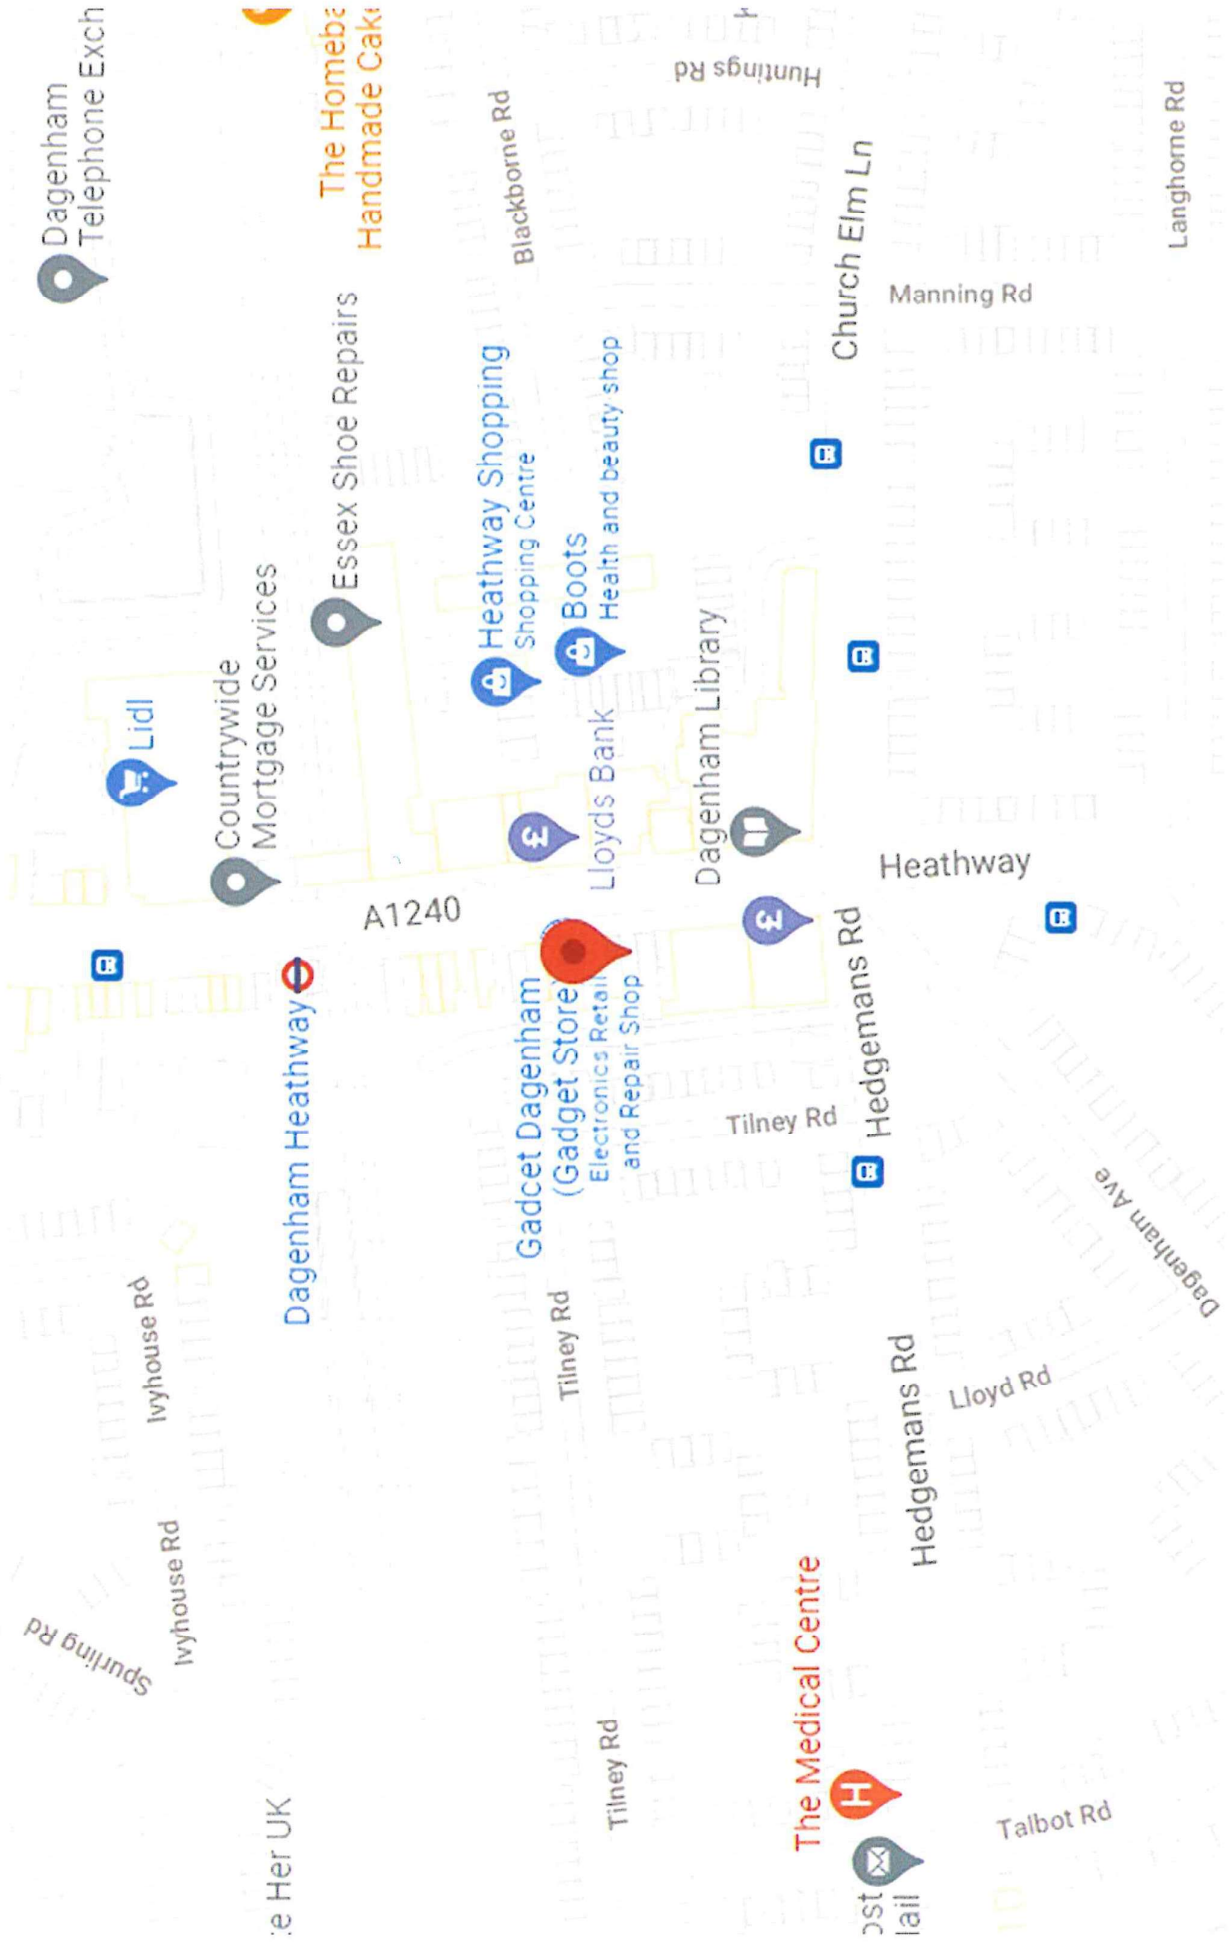 Spurling Rd
Dagenham
Telephone Exch
Ivyhouse Rd
Ivyhouse Rd
Lidl
Countrywide
Mortgage Services
e Her UK
Dagenham Heathway
The Homeba
Handmade Cak
Essex Shoe Repairs
A1240
Blackborne Rd
Heathway Shopping
Shopping Centre
Gadcet Dagenham
(Gadget Store)
Electronics Retail
and Repair Shop
Boots
Health and beauty shop
Tilney Rd
Lloyds Bank
Tilney Rd
Huntings Rd
Dagenham Library
Tilney Rd
The Medical Centre
Church Elm Ln
Hedgemans Rd
Heathway
Manning Rd
ost
ail
Hedgemans Rd
Lloyd Rd
Talbot Rd
Dagenham Ave
Langhorne Rd